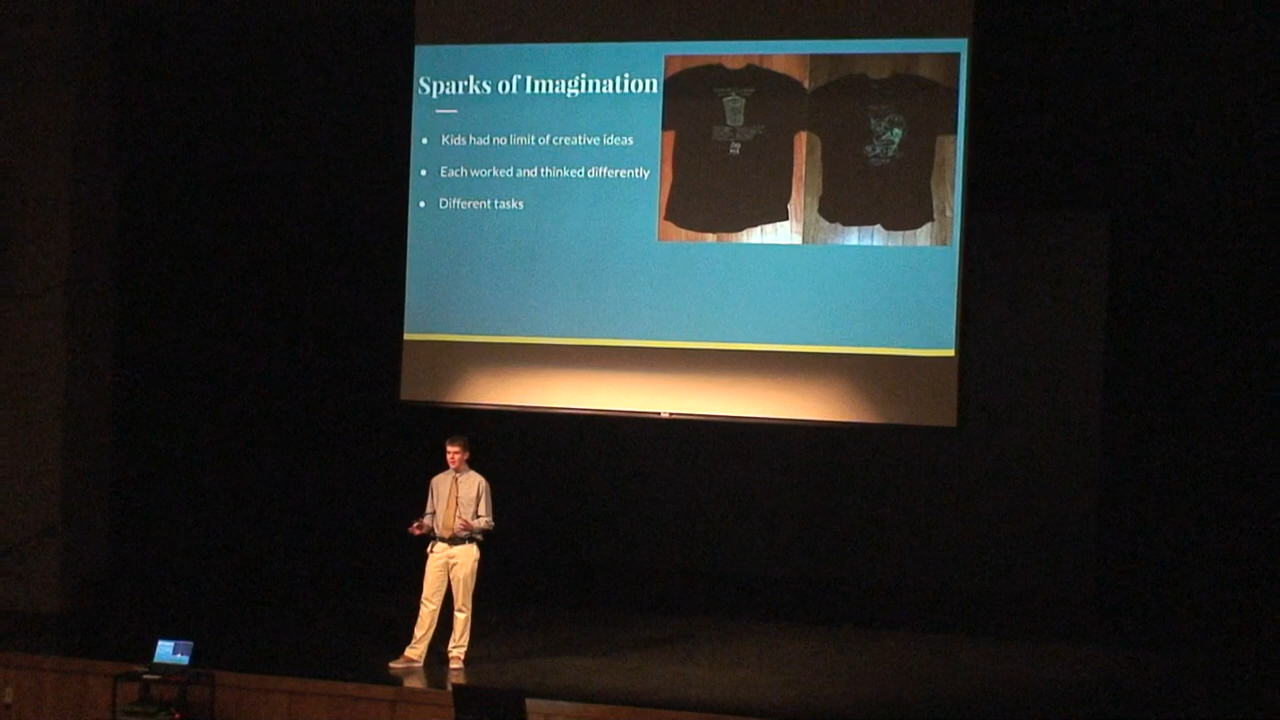 Sparks of Imagination
Kids had no limit of creative ideas
Each worked and thinked differently
Different tasks